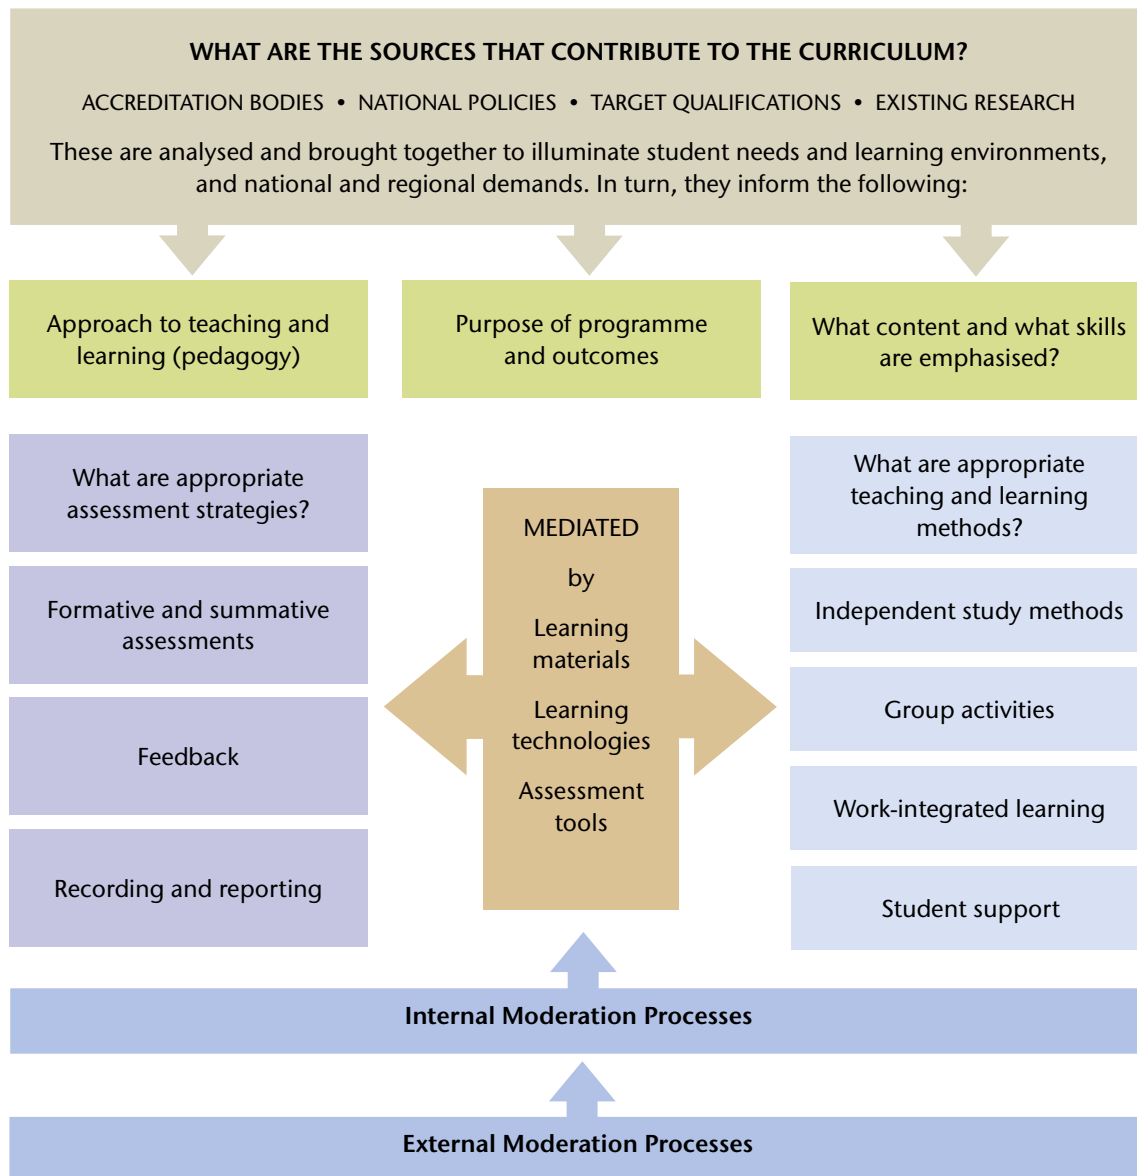 WHAT ARE THE SOURCES THAT CONTRIBUTE TO THE CURRICULUM?
ACCREDITATION BODIES • NATIONAL POLICIES • TARGET QUALIFICATIONS • EXISTING RESEARCH
These are analysed and brought together to illuminate student needs and learning environments,
and national and regional demands. In turn, they inform the following:
Approach to teaching and
learning (pedagogy)
Purpose of programme
and outcomes
What content and what skills
are emphasised?
What are appropriate
assessment strategies?
Formative and summative
assessments
Feedback
Recording and reporting
MEDIATED
by
Learning
materials
Learning
technologies
Assessment
tools
What are appropriate
teaching and learning
methods?
Independent study methods
Group activities
Work-integrated learning
Student support
Internal Moderation Processes
External Moderation Processes